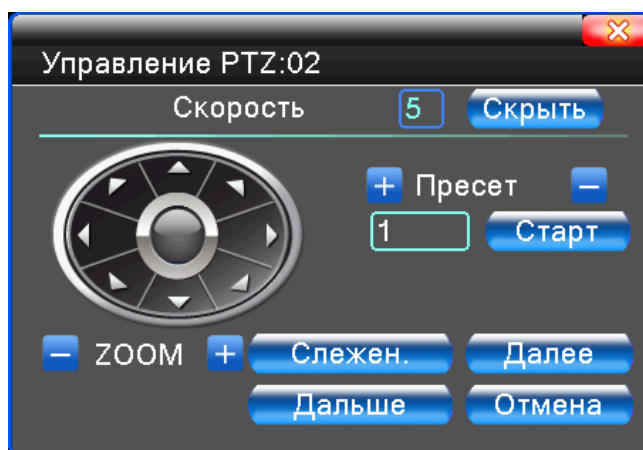 Управление PTZ:02
Скорость 5 Скрыть
+ Пресет -
1 Старт
- ZOOM + Слежен. Далее
Дальше Отмена